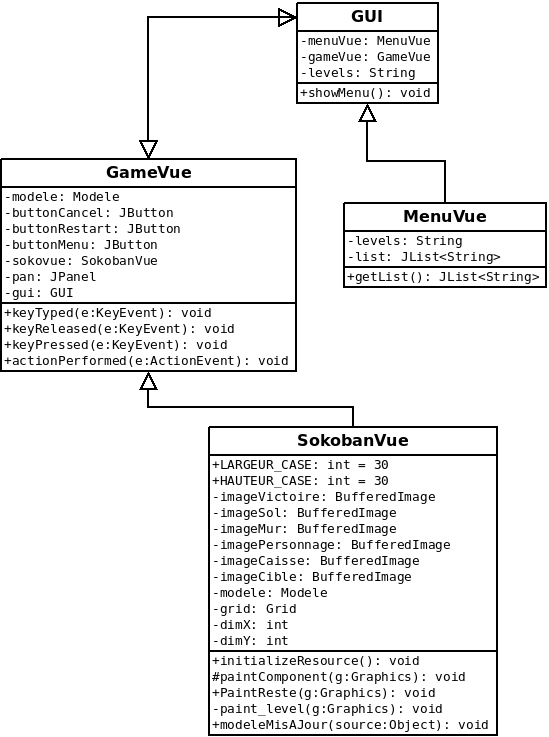 GUI
-menuVue: MenuVue
-gameVue: GameVue
-levels: String
+showMenu(): void
GameVue
-modele: Modele
-buttonCancel: JButton
-buttonRestart: JButton
-buttonMenu: JButton
-sokovue: SokobanVue
-pan: JPanel
-gui: GUI
+keyTyped(e:KeyEvent): void
+keyReleased(e:KeyEvent): void
+keyPressed(e:KeyEvent): void
+actionPerformed(e:ActionEvent): void
MenuVue
-levels: String
-list: JList<String>
+getList(): JList<String>
SokobanVue
+LARGEUR_CASE: int = 30
+HAUTEUR_CASE: int = 30
-imageVictoire: BufferedImage
-imageSol: BufferedImage
-imageMur: BufferedImage
-imagePersonnage: BufferedImage
-imageCaisse: BufferedImage
-imageCible: BufferedImage
-modele: Modele
-grid: Grid
-dimX: int
-dimY: int
+initializeResource(): void
#paintComponent(g:Graphics): void
+PaintReste(g:Graphics): void
-paint_level(g:Graphics): void
+modeleMisAJour(source:Object): void